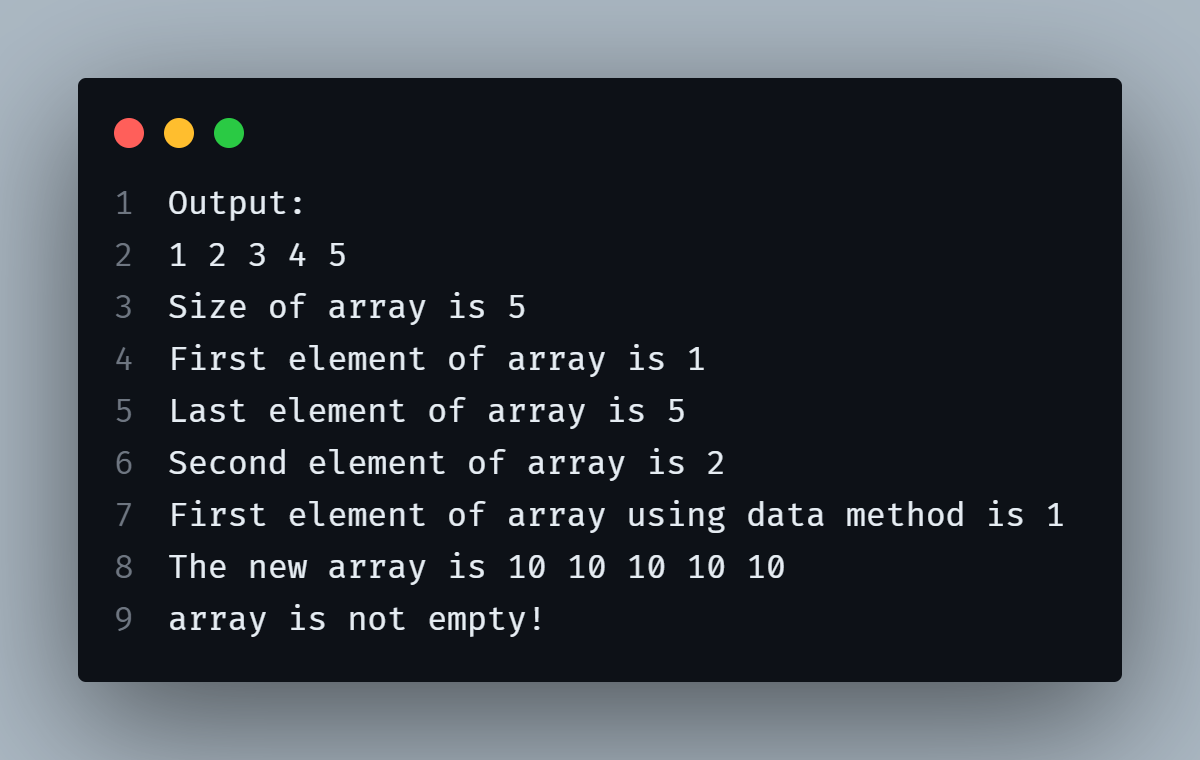 1 Output:
2 1 2 3 4 5
3 Size of array is 5
4 First element of array is 1
5 Last element of array is 5
6 Second element of array is 2
7 First element of array using data method is 1
8 The new array is 10 10 10 10 10
9 array is not empty!